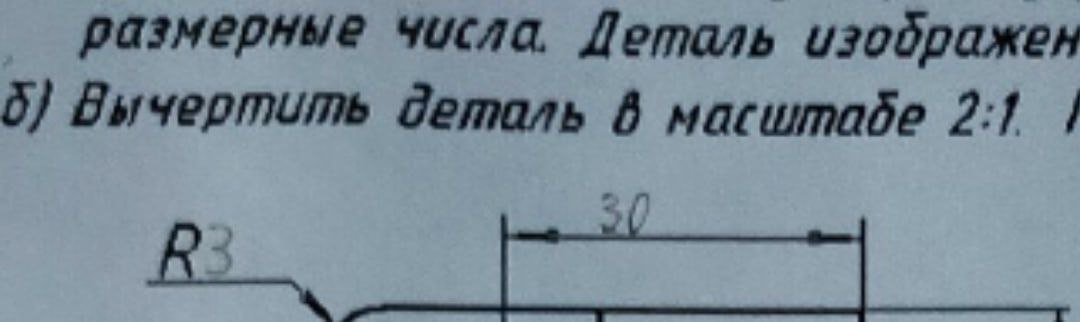 размерные числа. Деталь изображен
б) Вычертить деталь в масштабе 2:1.
30
R3